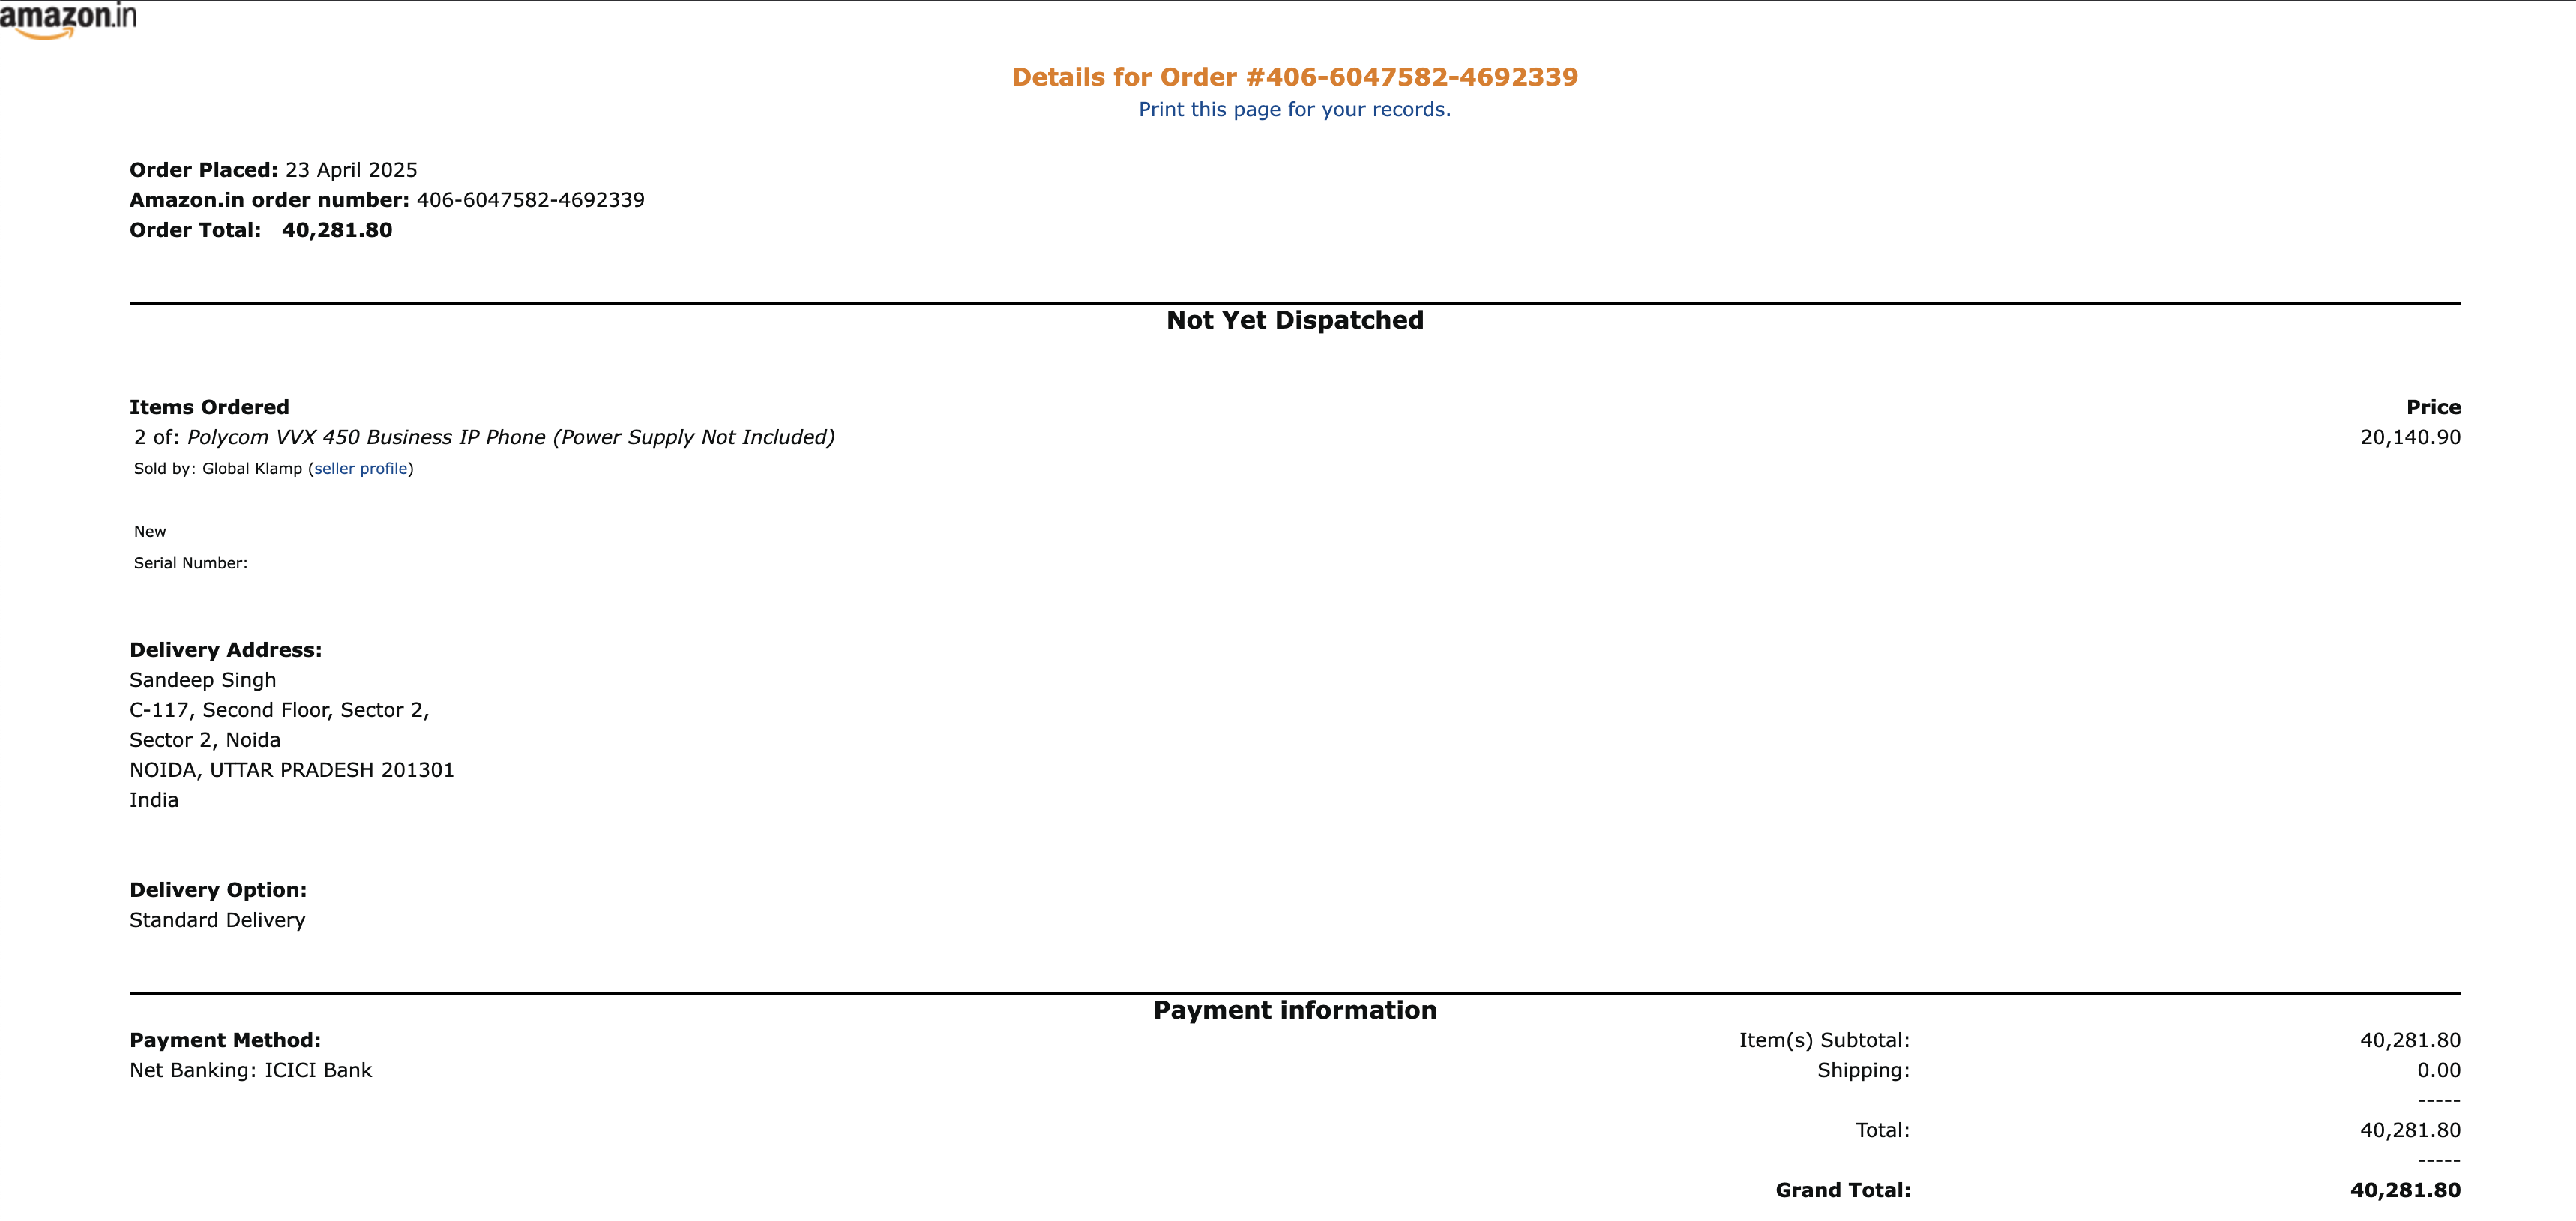 amazon.in
Details for Order #406-6047582-4692339
Print this page for your records.
Order Placed: 23 April 2025
Amazon.in order number: 406-6047582-4692339
Order Total: 40,281.80
Not Yet Dispatched
Items Ordered Price
2 of: Polycom VVX 450 Business IP Phone (Power Supply Not Included) 20,140.90
Sold by: Global Klamp (seller profile)
New
Serial Number:
Delivery Address:
Sandeep Singh
C-117, Second Floor, Sector 2,
Sector 2, Noida
NOIDA, UTTAR PRADESH 201301
India
Delivery Option:
Standard Delivery
Payment information
Payment Method: Item(s) Subtotal: 40,281.80
Net Banking: ICICI Bank Shipping: 0.00
-----
Total: 40,281.80
-----
Grand Total: 40,281.80